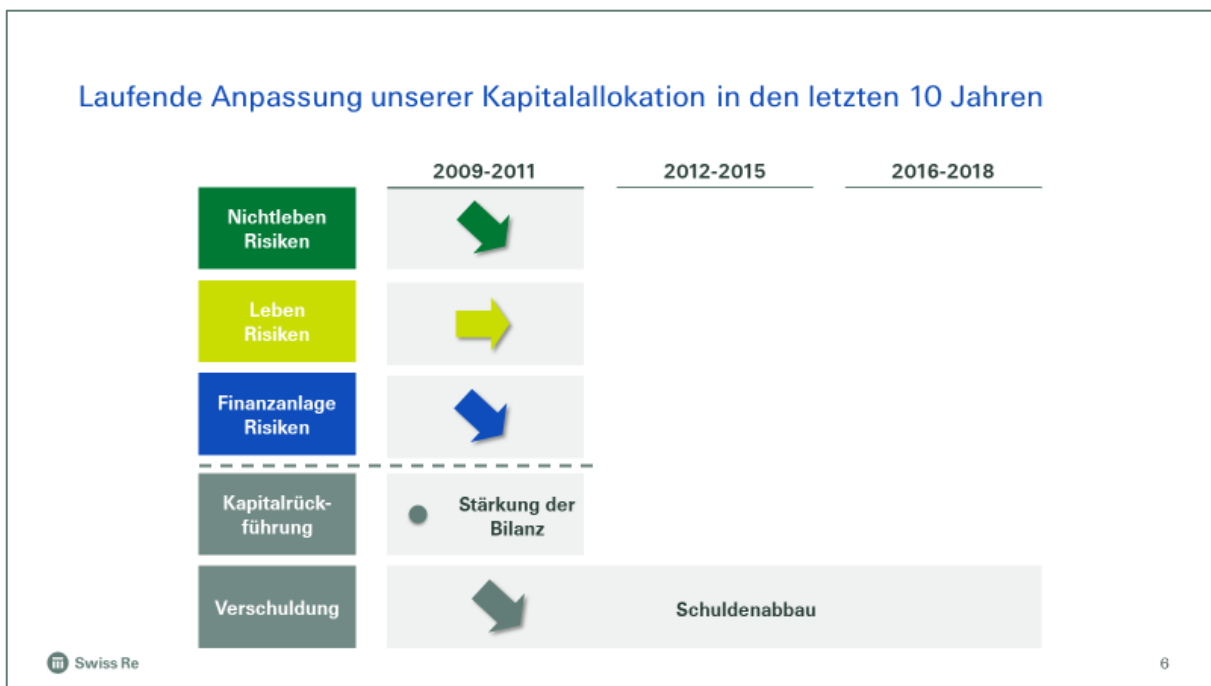 Laufende Anpassung unserer Kapitalallokation in den letzten 10 Jahren
2009-2011
2012-2015
2016-2018
Nichtleben
Risiken
Leben
Risiken
Finanzanlage
Risiken
Kapitalrück-
führung
Stärkung der
Bilanz
Verschuldung
Schuldenabbau
Swiss Re
6